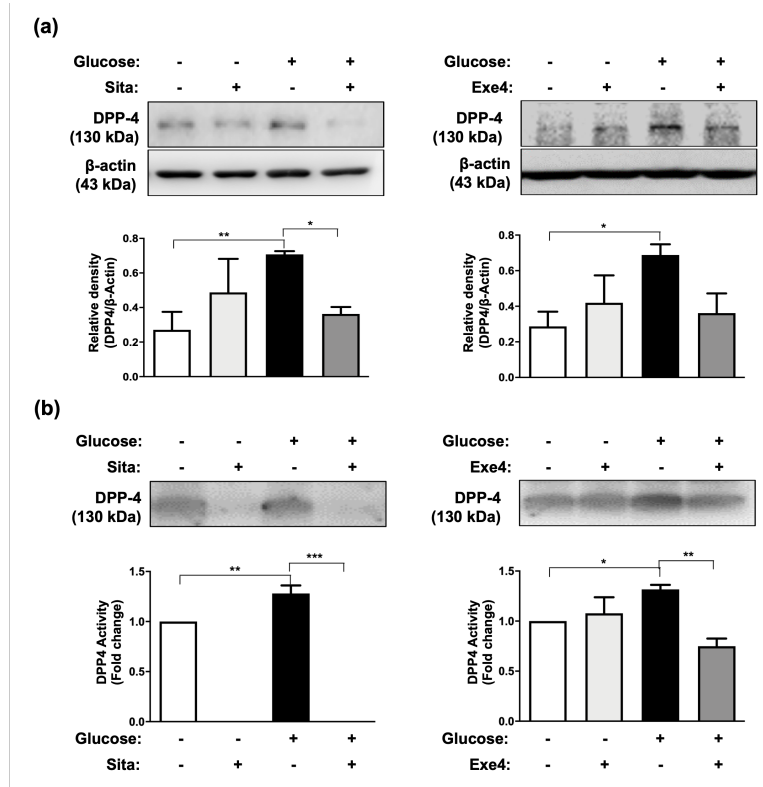 (a)
Glucose: - - + +
Sita: - + - +
DPP-4
(130 kDa)
β-actin
(43 kDa)
Relative density
(DPP4/β-Actin)
0.8
0.6
0.4
0.2
0.0
** *
Glucose: - - + +
Exe4: - + - +
DPP-4
(130 kDa)
β-actin
(43 kDa)
Relative density
(DPP4/β-Actin)
0.8
0.6
0.4
0.2
0.0
*
(b)
Glucose: - - + +
Sita: - + - +
DPP-4
(130 kDa)
DPP4 Activity
(Fold change)
1.5
1.0
0.5
0.0
** ***
Glucose: - - + +
Sita: - + - +
Glucose: - - + +
Exe4: - + - +
DPP-4
(130 kDa)
DPP4 Activity
(Fold change)
1.5
1.0
0.5
0.0
* **
Glucose: - - + +
Exe4: - + - +